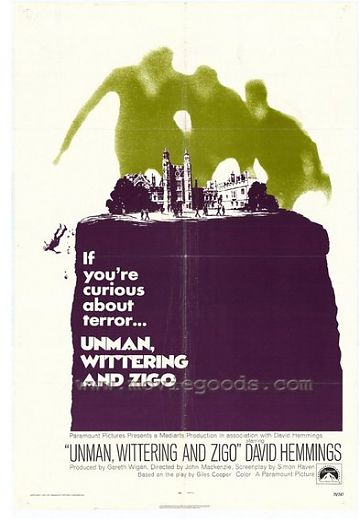 If
you're
curious
about
terror...
UNMAN,
WITTERING
AND ZIGO
www.moviegoods.com
Paramount Pictures Presents a Mediarts Production in association with David Hemmings
starring
"UNMAN, WITTERING AND ZIGO" DAVID HEMMINGS
Produced by Gareth Wigan, Directed by John Mackenzie, Screenplay by Simon Raven
Based on the play by Giles Cooper Color A Paramount Picture